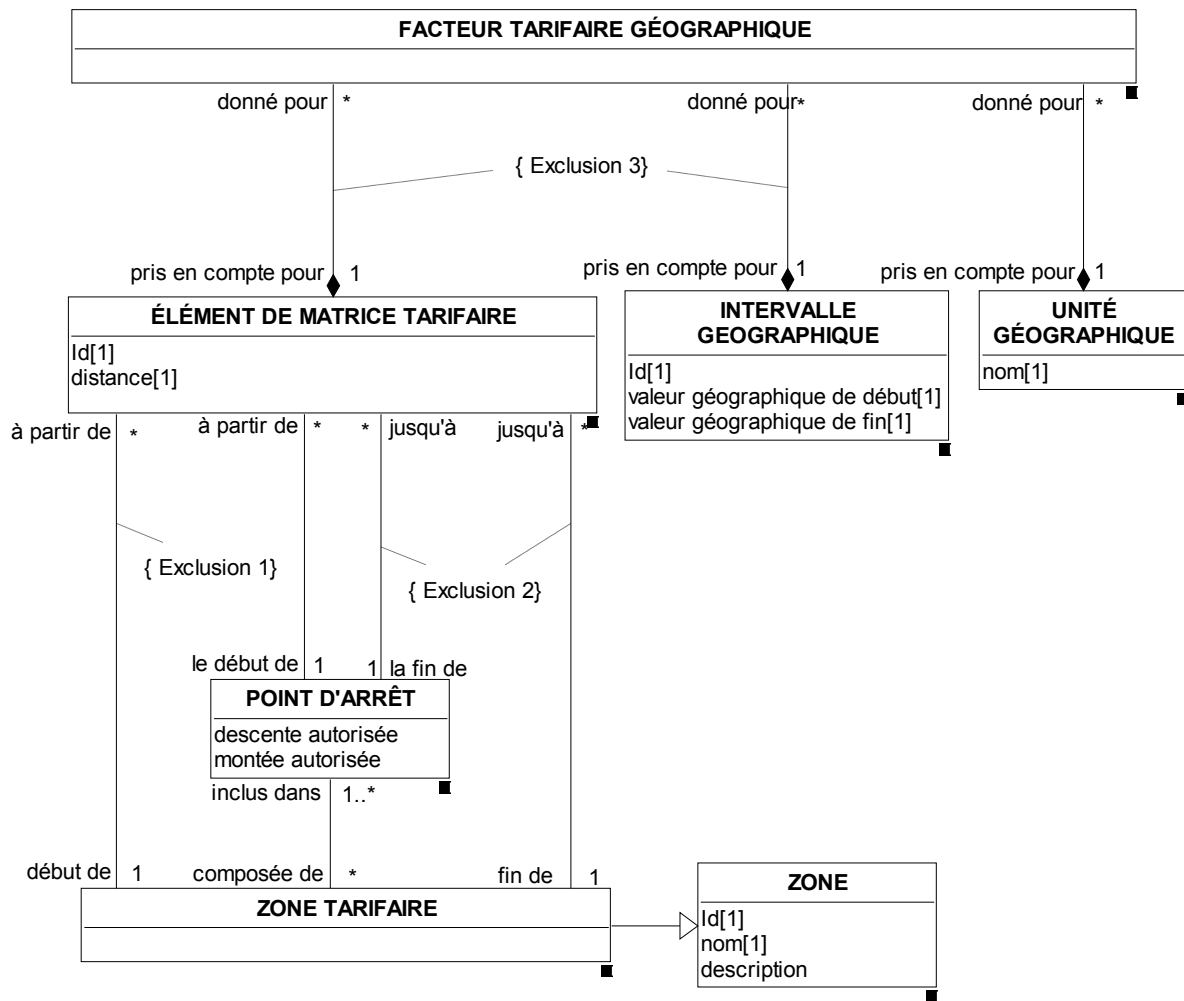 FACTEUR TARIFAIRE GÉOGRAPHIQUE
donné pour *
donné pour*
donné pour *
{ Exclusion 3}
pris en compte pour 1
pris en compte pour 1
pris en compte pour 1
ÉLÉMENT DE MATRICE TARIFAIRE
Id[1]
distance[1]
INTERVALLE
GEOGRAPHIQUE
Id[1]
valeur géographique de début[1]
valeur géographique de fin[1]
UNITÉ
GÉOGRAPHIQUE
nom[1]
à partir de *
à partir de *
* jusqu'à
jusqu'à *
{ Exclusion 1}
{ Exclusion 2}
le début de 1
1 la fin de
POINT D'ARRÊT
descente autorisée
montée autorisée
inclus dans 1..*
début de 1
composée de *
fin de 1
ZONE TARIFAIRE
ZONE
Id[1]
nom[1]
description